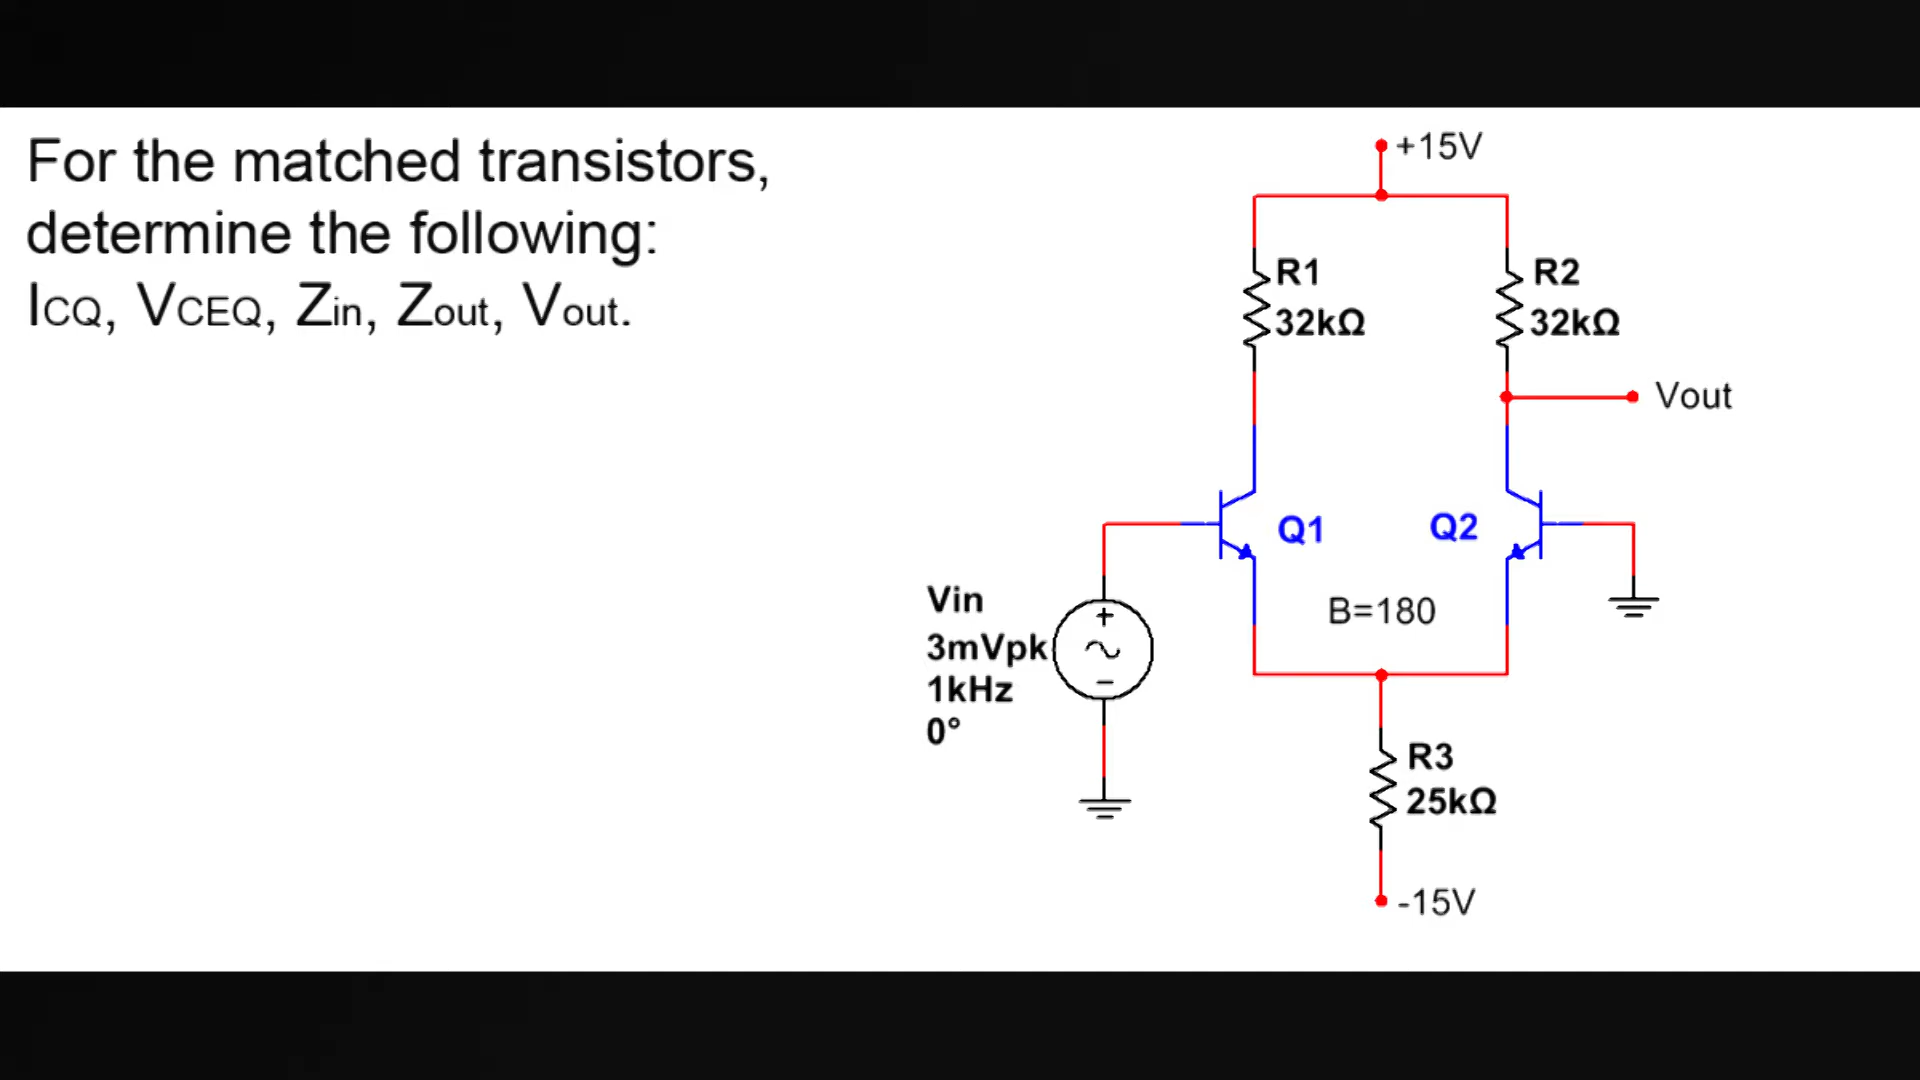 For the matched transistors,
determine the following:
ICQ, VCEQ, Zin, Zout, Vout.
+15V
R1
32kΩ
R2
32kΩ
Vout
Q1
Q2
B=180
Vin
3mVpk
1kHz
0°
+
~
−
R3
25kΩ
-15V